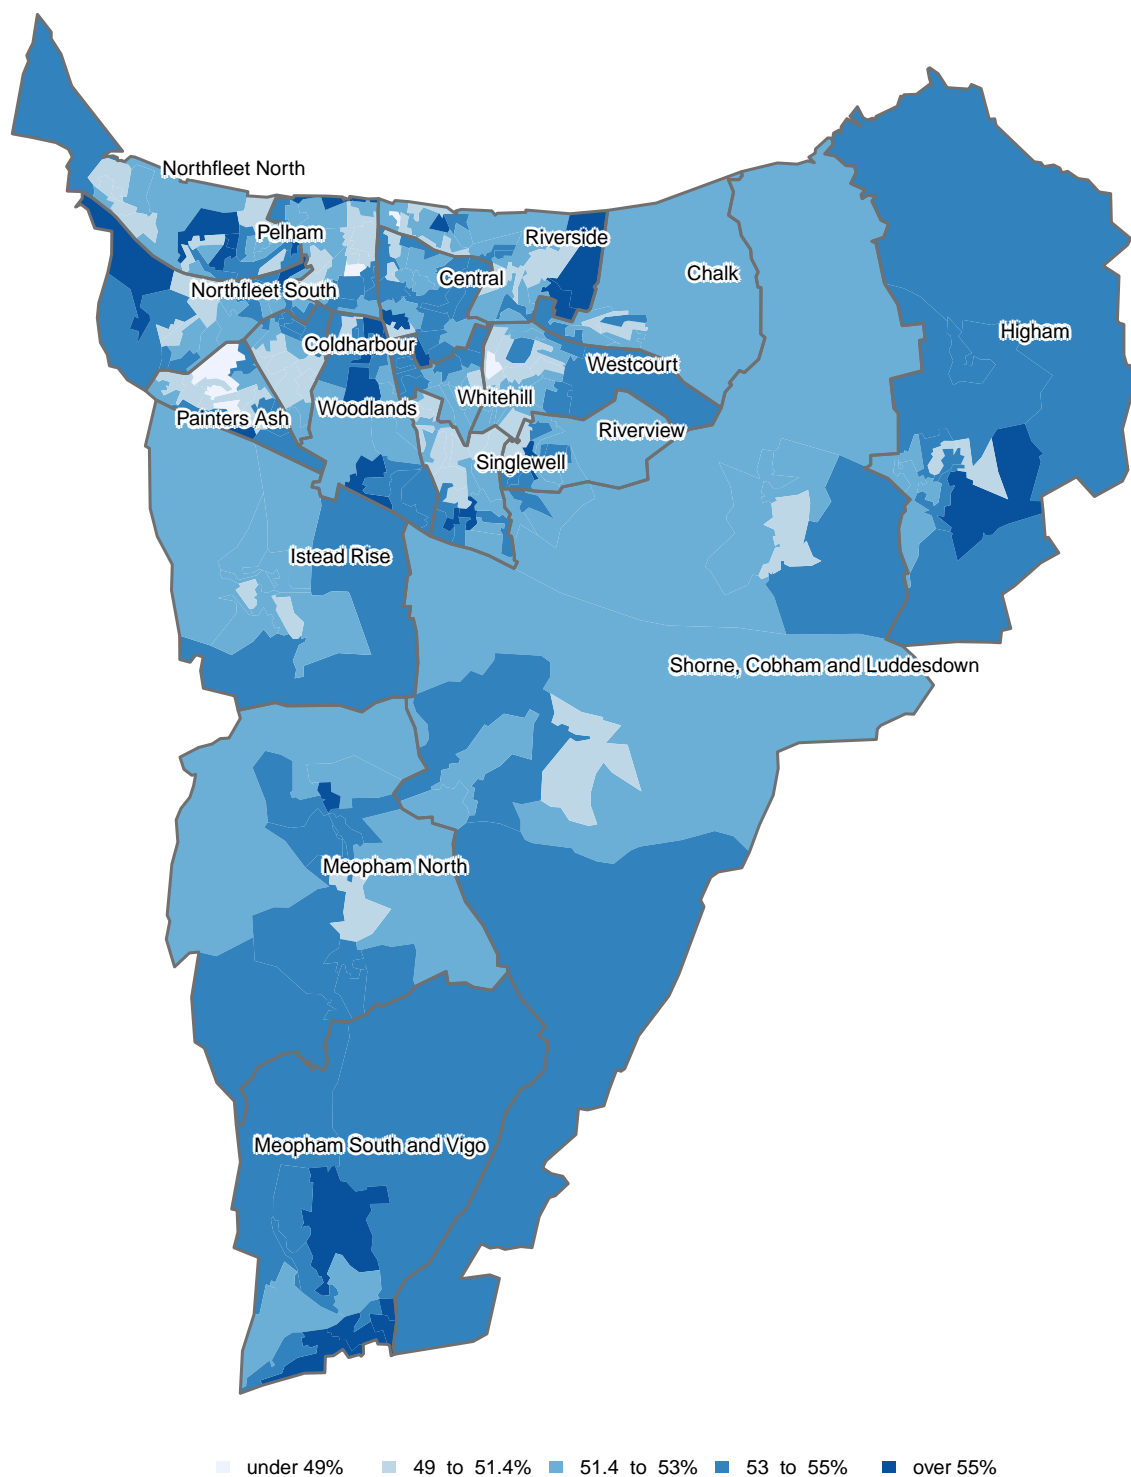 Northfleet North
Pelham
Riverside
Northfleet South
Central
Chalk
Higham
Coldharbour
Westcourt
Whitehill
Woodlands
Painters Ash
Riverview
Singlewell
Istead Rise
Shorne, Cobham and Luddesdown
Meopham North
Meopham South and Vigo
under 49% 49 to 51.4% 51.4 to 53% 53 to 55% over 55%